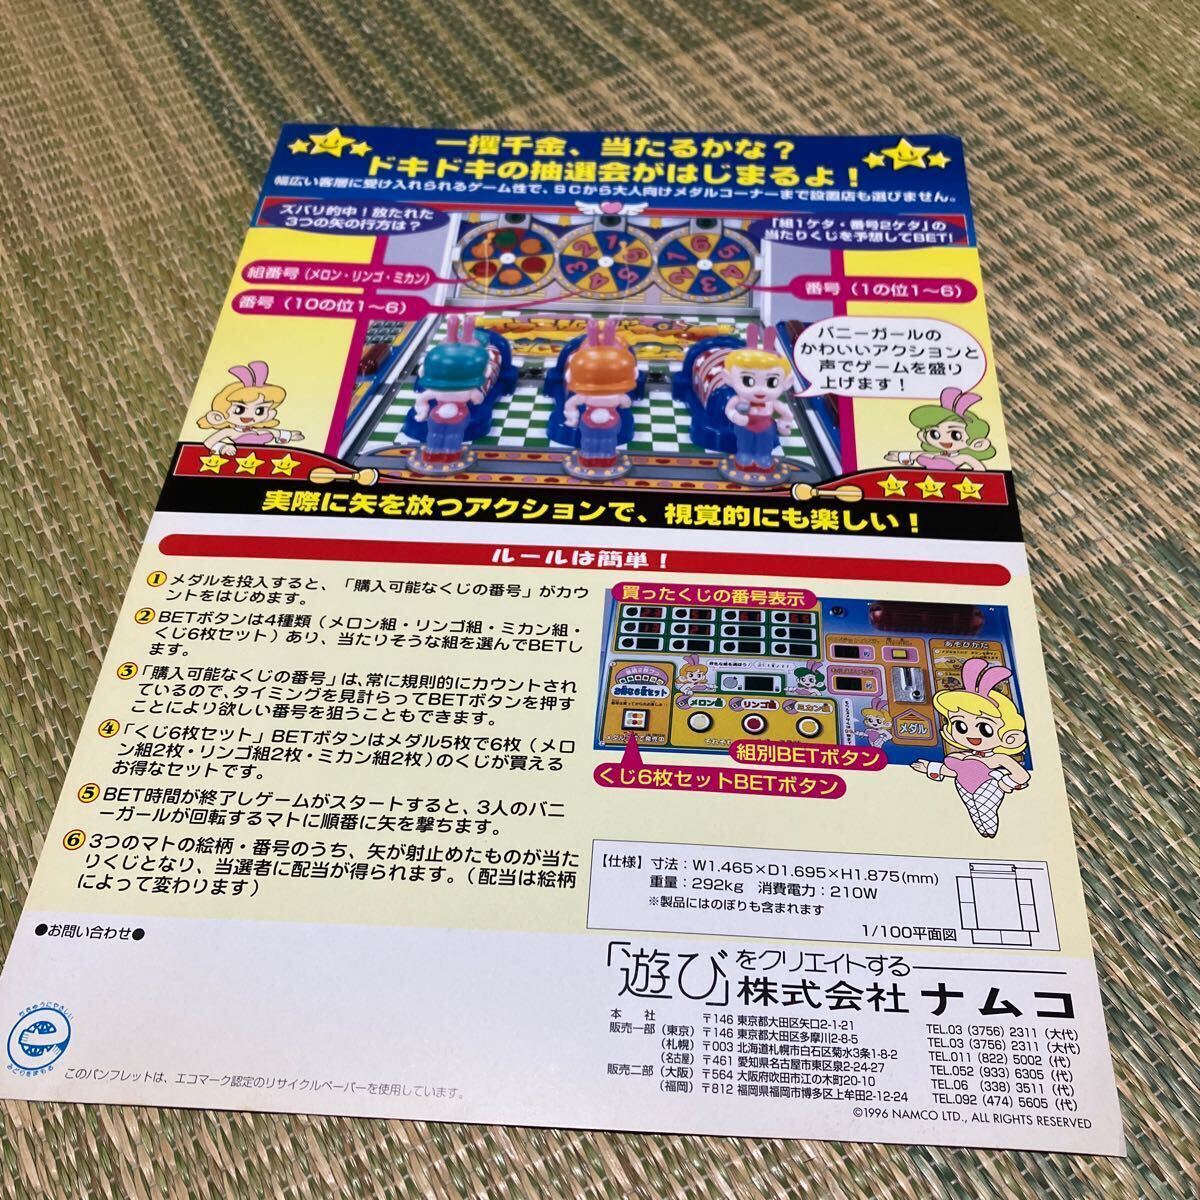 一攫千金、当たるかな？
ドキドキの抽選会がはじまるよ！
幅広い客層に受け入れられるゲーム性で、SCから大人向けメダルコーナーまで設置店も選びません。
ズバリ的中！放たれた
3つの矢の行方は？
「組1ケタ・番号2ケタ」の
当たりくじを予想してBET!
組番号（メロン・リンゴ・ミカン）
番号（10の位1〜6）
番号（1の位1〜6）
バニーガールの
かわいいアクションと
声でゲームを盛り
上げます！
実際に矢を放つアクションで、視覚的にも楽しい！
ルールは簡単！
①メダルを投入すると、「購入可能なくじの番号」がカウ
ントをはじめます。
②BETボタンは4種類（メロン組・リンゴ組・ミカン組・
くじ6枚セット）あり、当たりそうな組を選んでBETし
ます。
③「購入可能なくじの番号」は、常に規則的にカウントされ
ているので、タイミングを見計らってBETボタンを押す
ことにより欲しい番号を狙うこともできます。
④「くじ6枚セット」BETボタンはメダル5枚で6枚（メロ
ン組2枚・リンゴ組2枚・ミカン組2枚）のくじが買える
お得なセットです。
⑤BET時間が終了しゲームがスタートすると、3人のバニ
ーガールが回転するマトに順番に矢を撃ちます。
⑥3つのマトの絵柄・番号のうち、矢が射止めたものが当た
りくじとなり、当選者に配当が得られます。（配当は絵柄
によって変わります）
買ったくじの番号表示
あそびかた
メロン組
リンゴ組
ミカン組
メダル
組別BETボタン
くじ6枚セットBETボタン
【仕様】寸法：W1.465×D1.695×H1.875(mm)
重量：292kg 消費電力：210W
※製品にはのぼりも含まれます
1/100平面図
●お問い合わせ●
「遊び」をクリエイトする
株式会社 ナムコ
本 社 〒146 東京都大田区矢口2-1-21 TEL.03 (3756) 2311 (大代)
販売一部（東京）〒146 東京都大田区多摩川2-8-5 TEL.03 (3756) 2311 (大代)
（札幌）〒003 北海道札幌市白石区菊水3条1-8-2 TEL.011 (822) 5002 (代)
（名古屋）〒461 愛知県名古屋市東区泉2-24-27 TEL.052 (933) 6305 (代)
販売二部（大阪）〒564 大阪府吹田市江の木町20-10 TEL.06 (338) 3511 (代)
（福岡）〒812 福岡県福岡市博多区上牟田2-12-24 TEL.092 (474) 5605 (代)
©1996 NAMCO LTD., ALL RIGHTS RESERVED
ちきゅうにやさしい
みどりをまもる
このパンフレットは、エコマーク認定のリサイクルペーパーを使用しています。